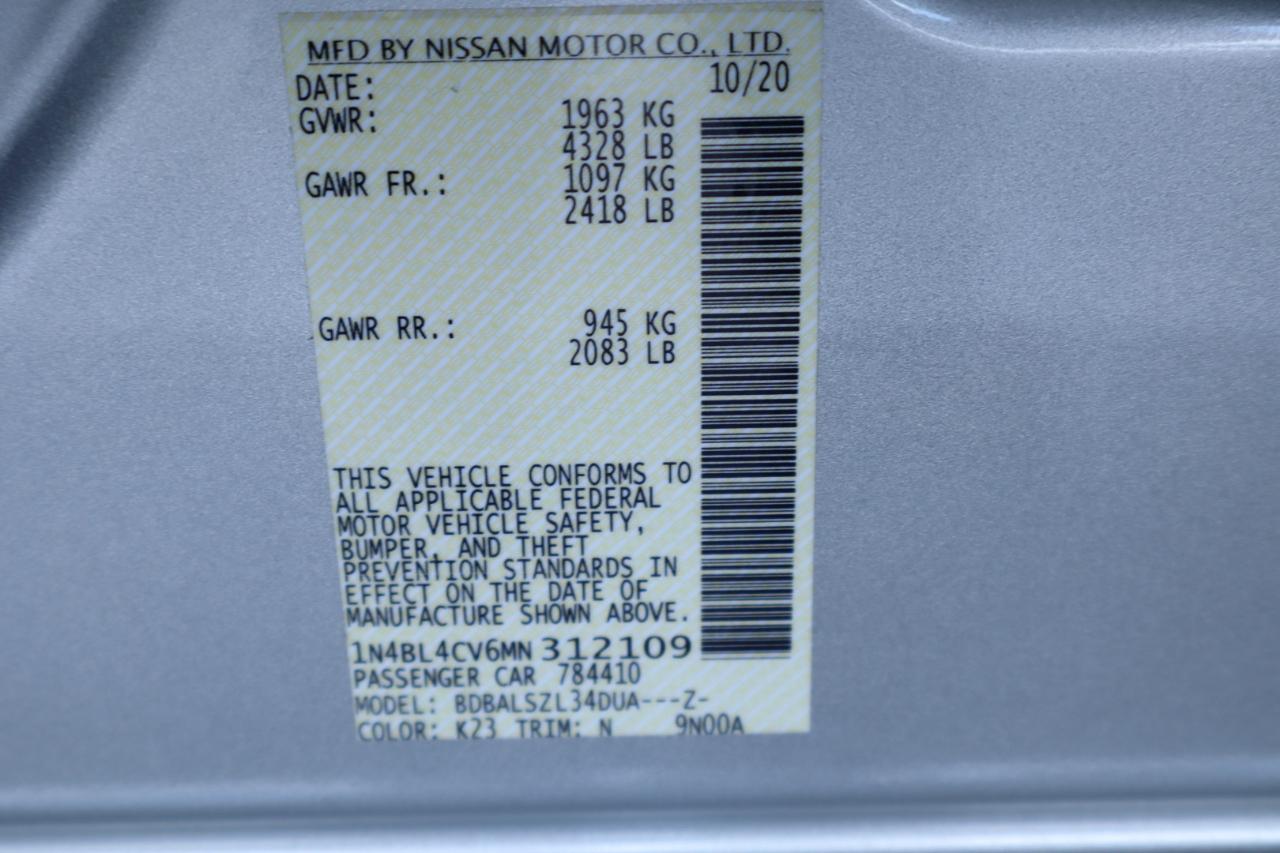 MFD BY NISSAN MOTOR CO., LTD.
DATE: 10/20
GVWR: 1963 KG
4328 LB
GAWR FR.: 1097 KG
2418 LB
GAWR RR.: 945 KG
2083 LB
THIS VEHICLE CONFORMS TO
ALL APPLICABLE FEDERAL
MOTOR VEHICLE SAFETY,
BUMPER, AND THEFT
PREVENTION STANDARDS IN
EFFECT ON THE DATE OF
MANUFACTURE SHOWN ABOVE.
1N4BL4CV6MN 312109
PASSENGER CAR 784410
MODEL: BDBALSZL34DUA---Z-
COLOR: K23 TRIM: N 9N00A